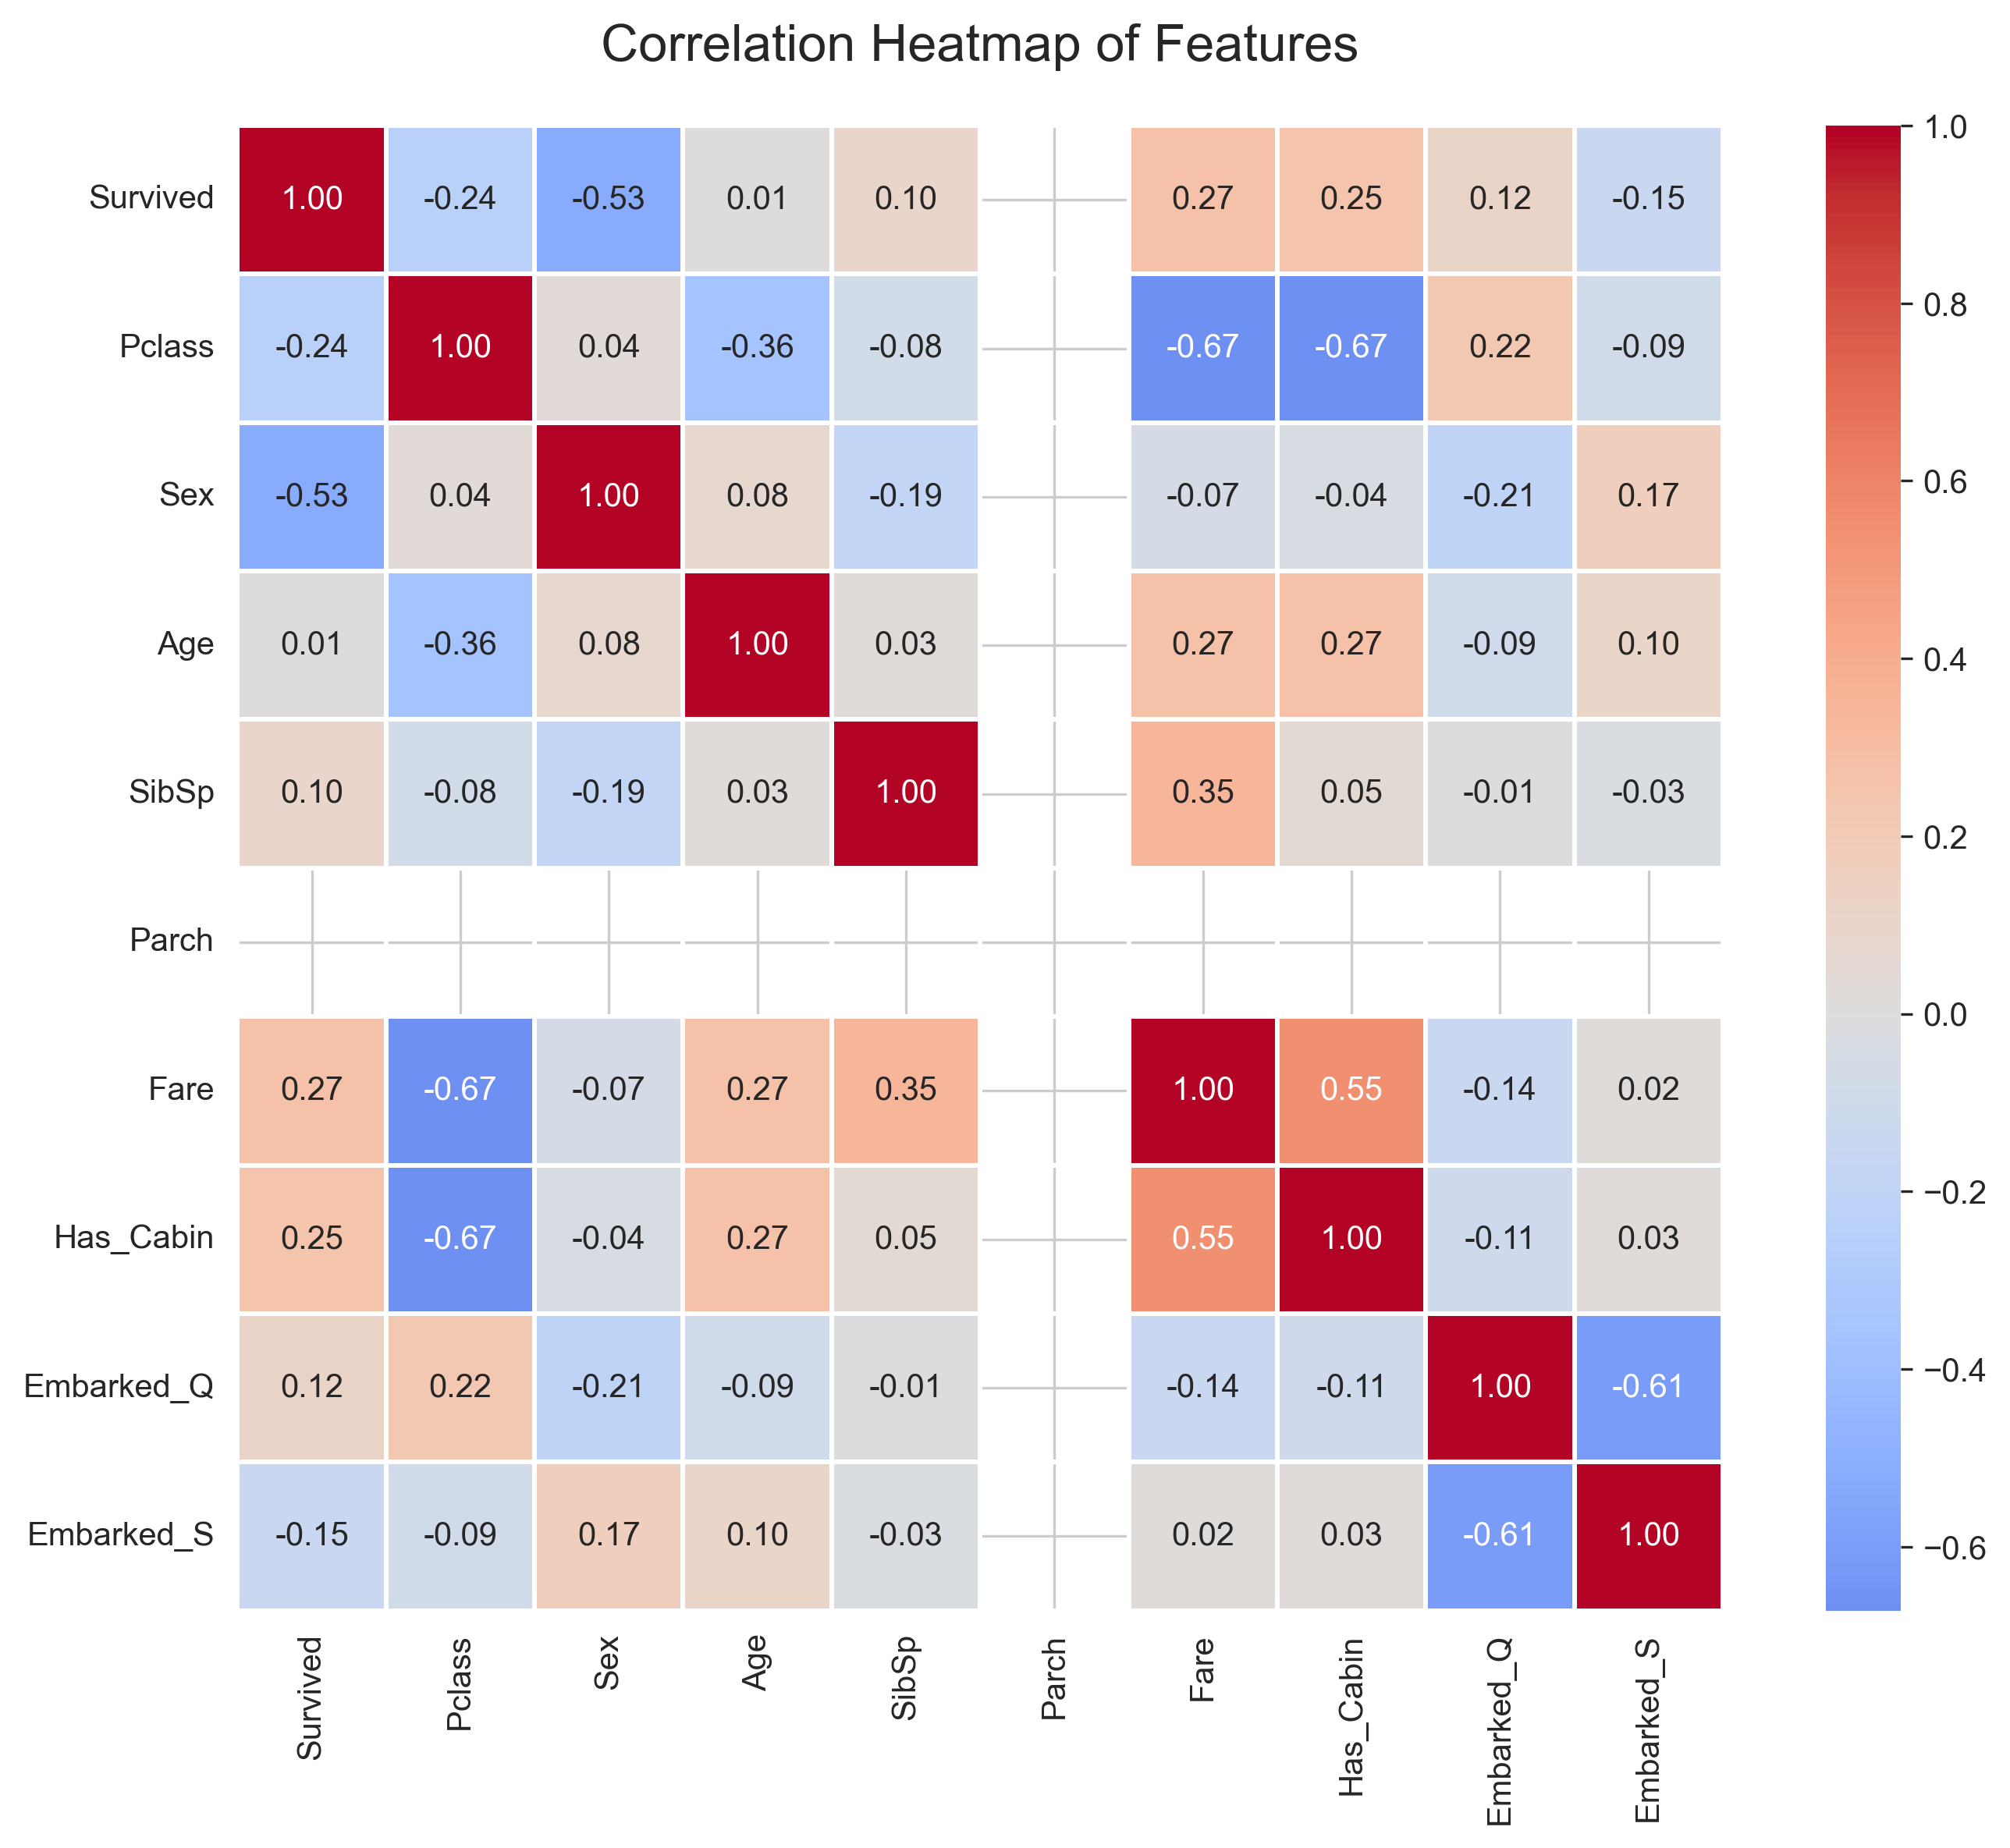 Correlation Heatmap of Features
Survived 1.00 -0.24 -0.53 0.01 0.10 0.27 0.25 0.12 -0.15
Pclass -0.24 1.00 0.04 -0.36 -0.08 -0.67 -0.67 0.22 -0.09
Sex -0.53 0.04 1.00 0.08 -0.19 -0.07 -0.04 -0.21 0.17
Age 0.01 -0.36 0.08 1.00 0.03 0.27 0.27 -0.09 0.10
SibSp 0.10 -0.08 -0.19 0.03 1.00 0.35 0.05 -0.01 -0.03
Parch
Fare 0.27 -0.67 -0.07 0.27 0.35 1.00 0.55 -0.14 0.02
Has_Cabin 0.25 -0.67 -0.04 0.27 0.05 0.55 1.00 -0.11 0.03
Embarked_Q 0.12 0.22 -0.21 -0.09 -0.01 -0.14 -0.11 1.00 -0.61
Embarked_S -0.15 -0.09 0.17 0.10 -0.03 0.02 0.03 -0.61 1.00
Survived Pclass Sex Age SibSp Parch Fare Has_Cabin Embarked_Q Embarked_S
1.0
0.8
0.6
0.4
0.2
0.0
−0.2
−0.4
−0.6